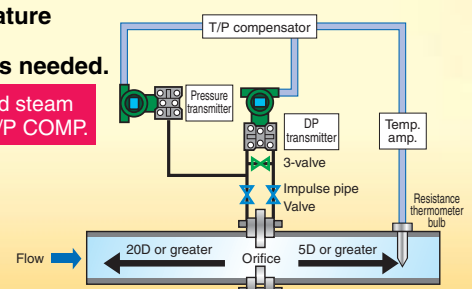 ature
s needed.
d steam
/P COMP.
T/P compensator
Pressure
transmitter
DP
transmitter
Temp.
amp.
3-valve
Impulse pipe
Valve
Resistance
thermometer
bulb
Flow
20D or greater
Orifice
5D or greater